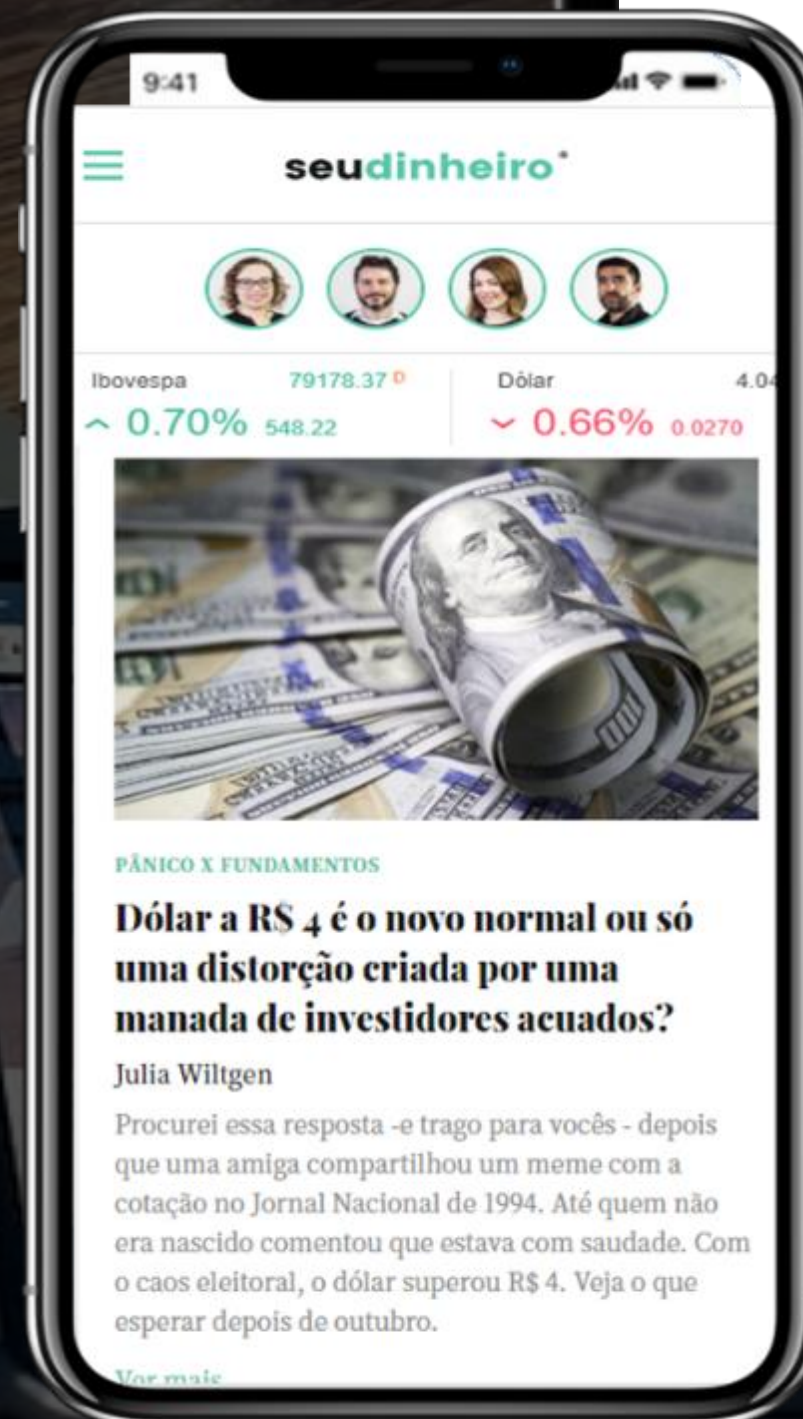 9:41
seudinheiro
Ibovespa 79178.37 D Dólar 4.04
0.70% 548.22 0.66% 0.0270
PÂNICO X FUNDAMENTOS
Dólar a R$ 4 é o novo normal ou só
uma distorção criada por uma
manada de investidores acuados?
Julia Wiltgen
Procurei essa resposta -e trago para vocês - depois
que uma amiga compartilhou um meme com a
cotação no Jornal Nacional de 1994. Até quem não
era nascido comentou que estava com saudade. Com
o caos eleitoral, o dólar superou R$ 4. Veja o que
esperar depois de outubro.
Ver mais